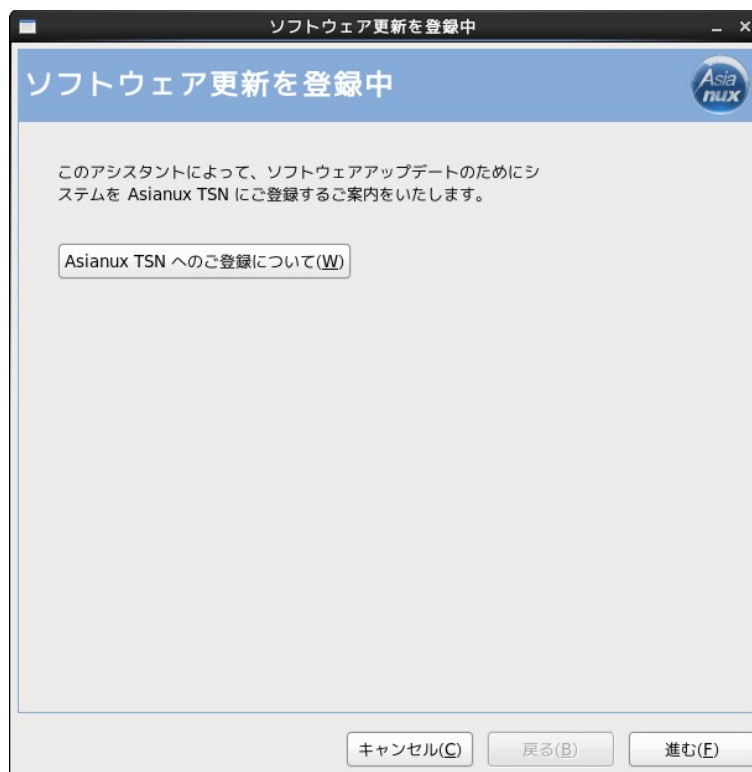 ソフトウェア更新を登録中
ソフトウェア更新を登録中
Asia
nux
このアシスタントによって、ソフトウェアアップデートのためにシ
ステムを Asianux TSN にご登録するご案内をいたします。
Asianux TSN へのご登録について(W)
キャンセル(C) 戻る(B) 進む(F)